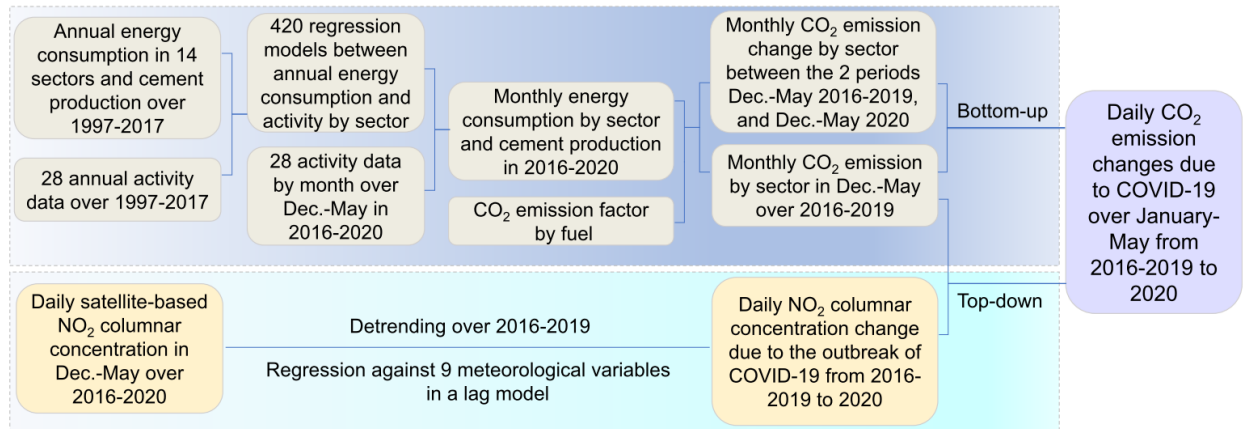 Annual energy
consumption in 14
sectors and cement
production over
1997-2017
28 annual activity
data over 1997-2017
420 regression
models between
annual energy
consumption and
activity by sector
28 activity data
by month over
Dec.-May in
2016-2020
Monthly energy
consumption by sector
and cement production
in 2016-2020
CO₂ emission factor
by fuel
Monthly CO₂ emission
change by sector
between the 2 periods
Dec.-May 2016-2019,
and Dec.-May 2020
Monthly CO₂ emission
by sector in Dec.-May
over 2016-2019
Bottom-up
Daily CO₂
emission
changes due
to COVID-19
over January-
May from
2016-2019 to
2020
Daily satellite-based
NO₂ columnar
concentration in
Dec.-May over
2016-2020
Detrending over 2016-2019
Regression against 9 meteorological variables
in a lag model
Daily NO₂ columnar
concentration change
due to the outbreak of
COVID-19 from 2016-
2019 to 2020
Top-down